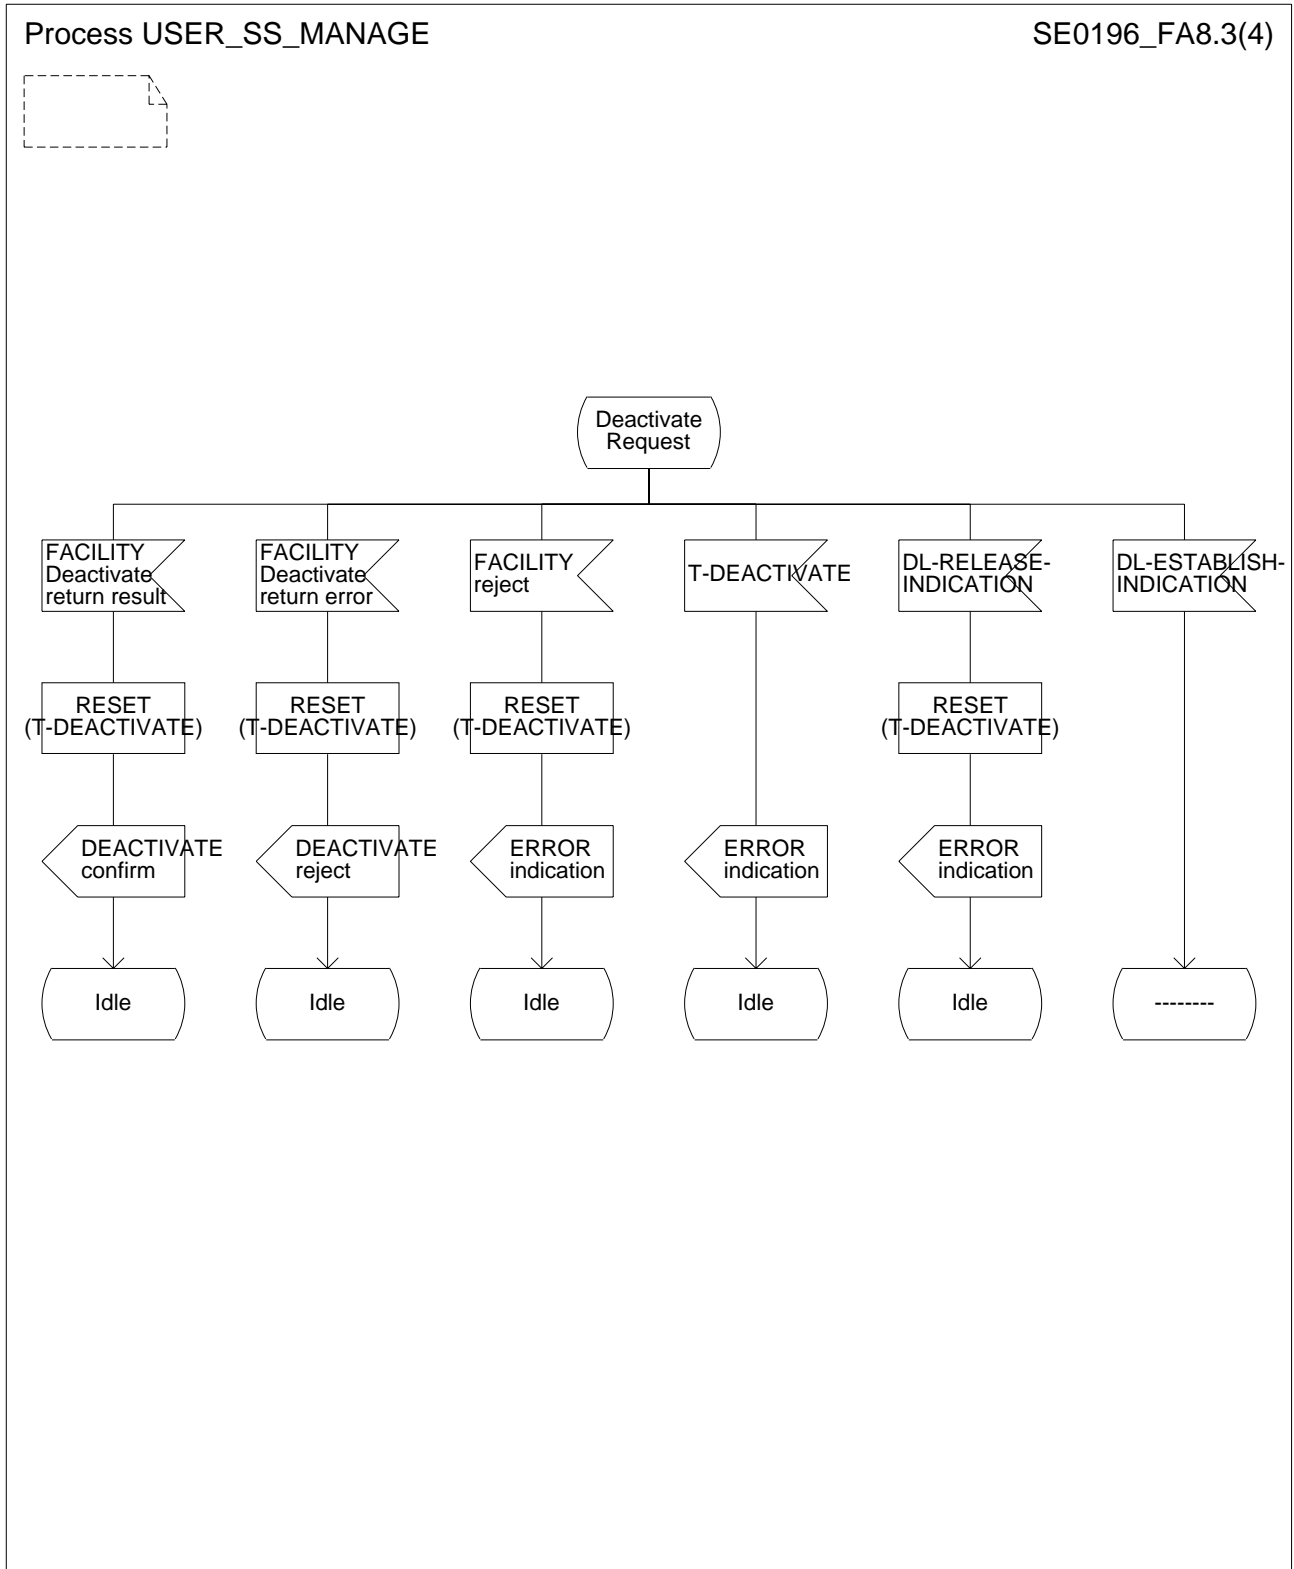 Process USER_SS_MANAGE
SE0196_FA8.3(4)
Deactivate
Request
FACILITY
Deactivate
return result
FACILITY
Deactivate
return error
FACILITY
reject
T-DEACTIVATE
DL-RELEASE-
INDICATION
DL-ESTABLISH-
INDICATION
RESET
(T-DEACTIVATE)
RESET
(T-DEACTIVATE)
RESET
(T-DEACTIVATE)
RESET
(T-DEACTIVATE)
DEACTIVATE
confirm
DEACTIVATE
reject
ERROR
indication
ERROR
indication
ERROR
indication
Idle
Idle
Idle
Idle
Idle
--------